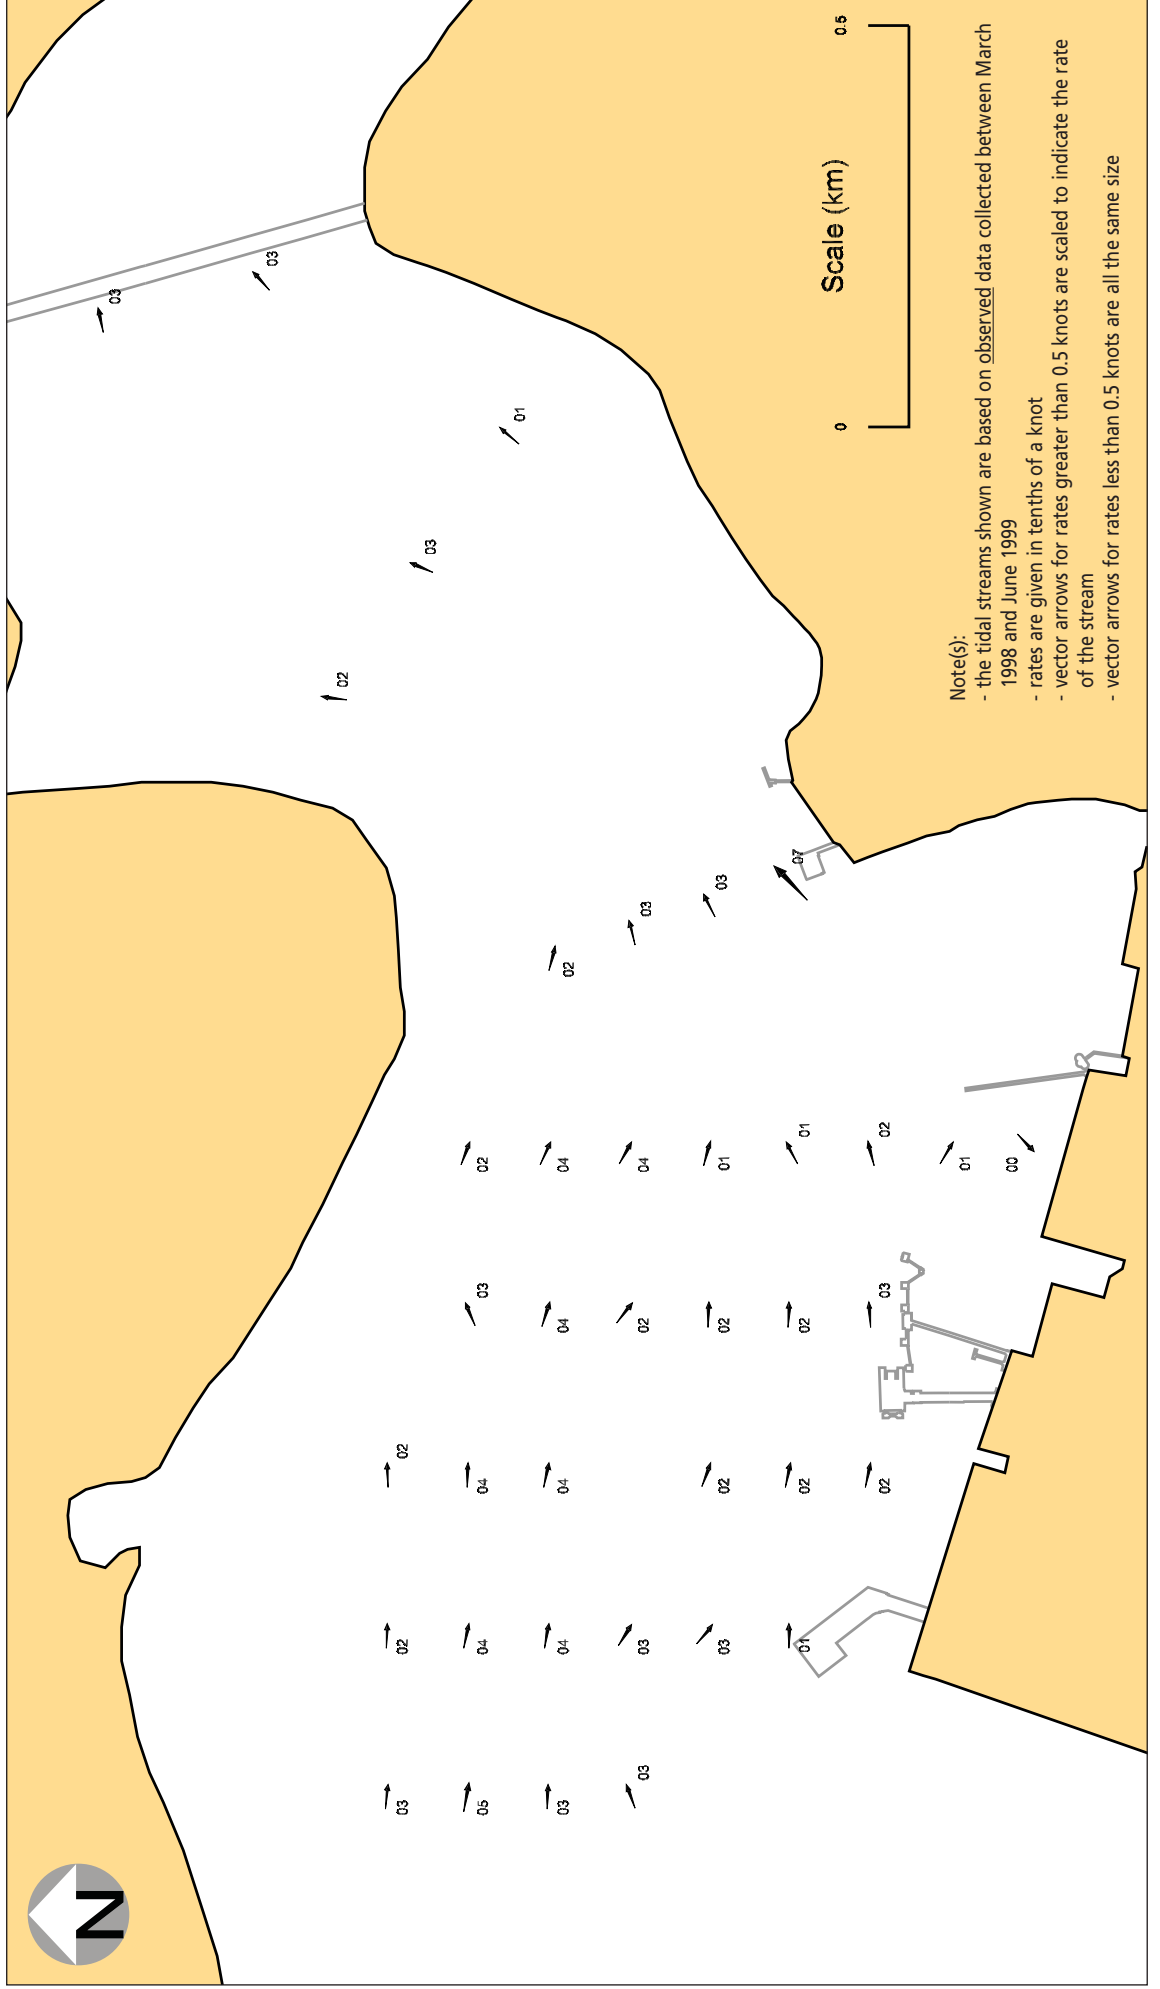 N
03
03
02
03 02 02
03
05 04 04 03 02
01
03 04 04 04 04 02
03 03 02 04 03
03 02 02 01 03
01 02 02 01 07
02 03 02
01
00
Scale (km)
0 0.5
Note(s):
- the tidal streams shown are based on observed data collected between March
1998 and June 1999
- rates are given in tenths of a knot
- vector arrows for rates greater than 0.5 knots are scaled to indicate the rate
of the stream
- vector arrows for rates less than 0.5 knots are all the same size